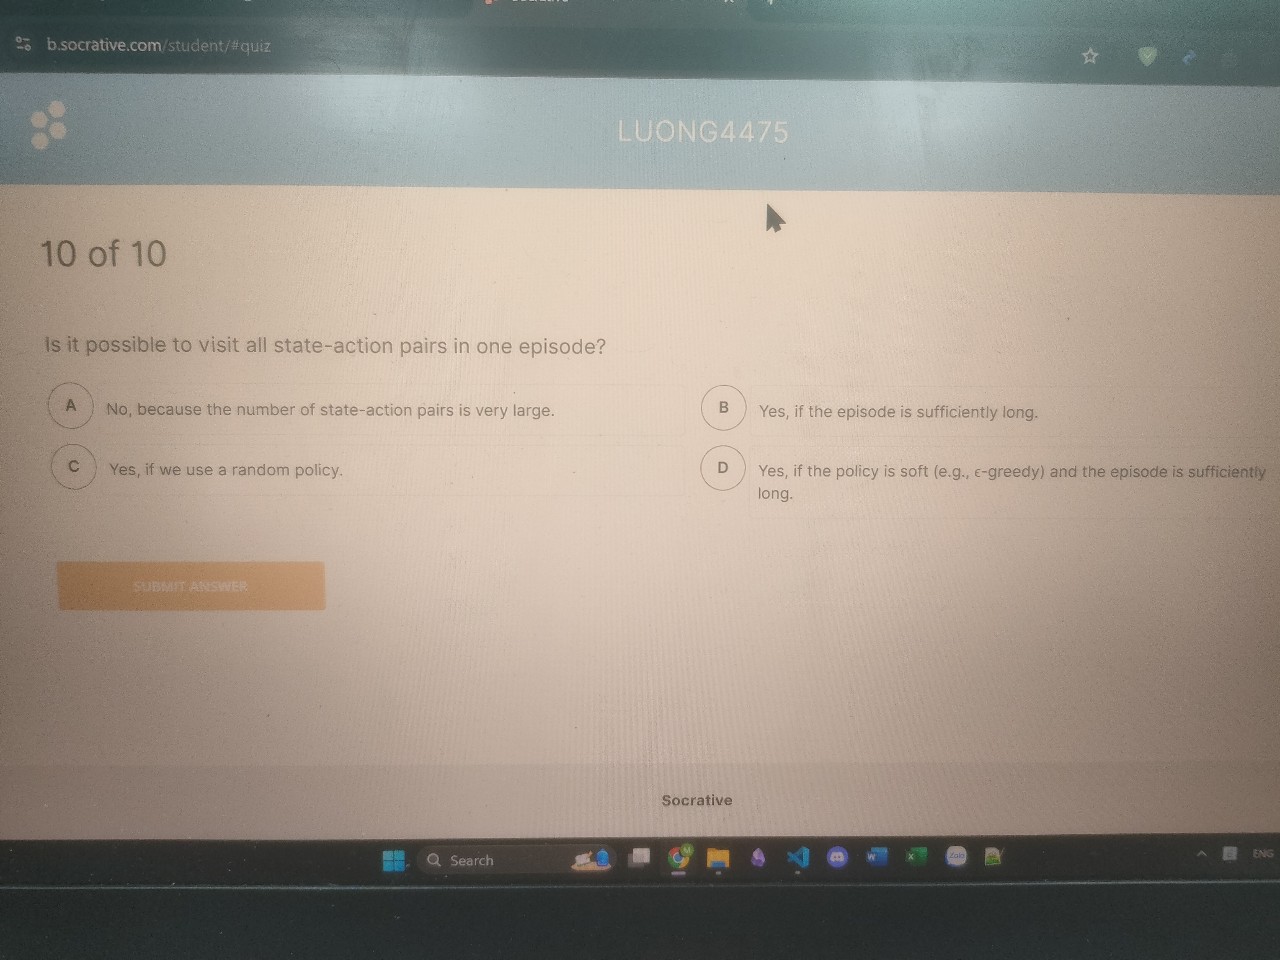 b.socrative.com/student/#quiz
LUONG4475
10 of 10
Is it possible to visit all state-action pairs in one episode?
A No, because the number of state-action pairs is very large.
B Yes, if the episode is sufficiently long.
C Yes, if we use a random policy.
D Yes, if the policy is soft (e.g., ϵ-greedy) and the episode is sufficiently
long.
SUBMIT ANSWER
Socrative
Search
ENG